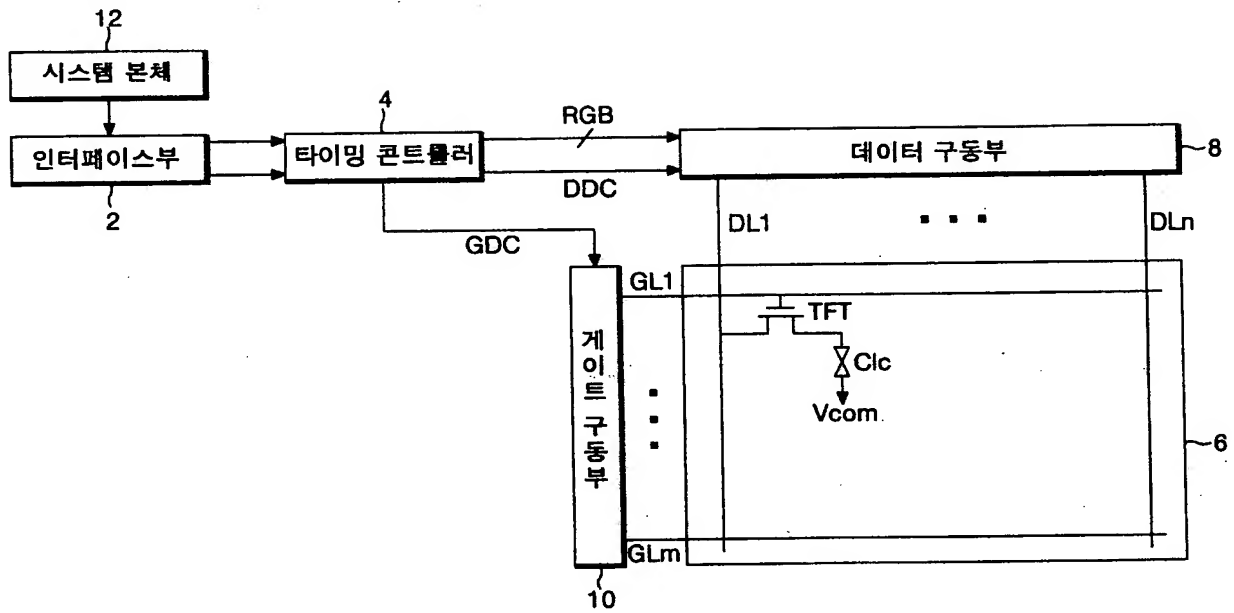 12
시스템 본체
인터페이스부
2
4
타이밍 콘트롤러
RGB
DDC
GDC
데이터 구동부
8
DL1
DLn
게이트 구동부
10
GL1
GLm
TFT
Clc
Vcom
6